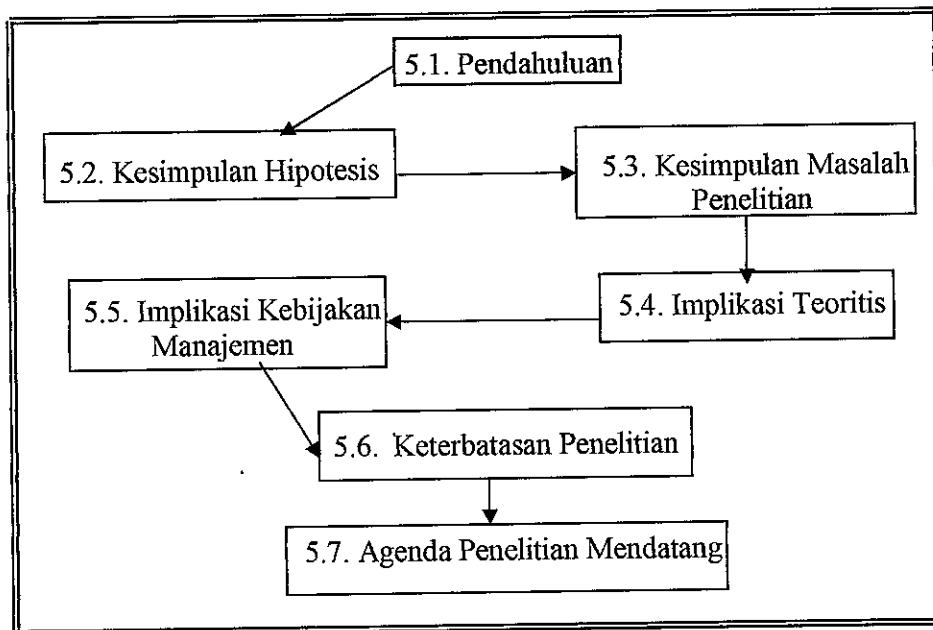 5.1. Pendahuluan
5.2. Kesimpulan Hipotesis
5.3. Kesimpulan Masalah
Penelitian
5.4. Implikasi Teoritis
5.5. Implikasi Kebijakan
Manajemen
5.6. Keterbatasan Penelitian
5.7. Agenda Penelitian Mendatang